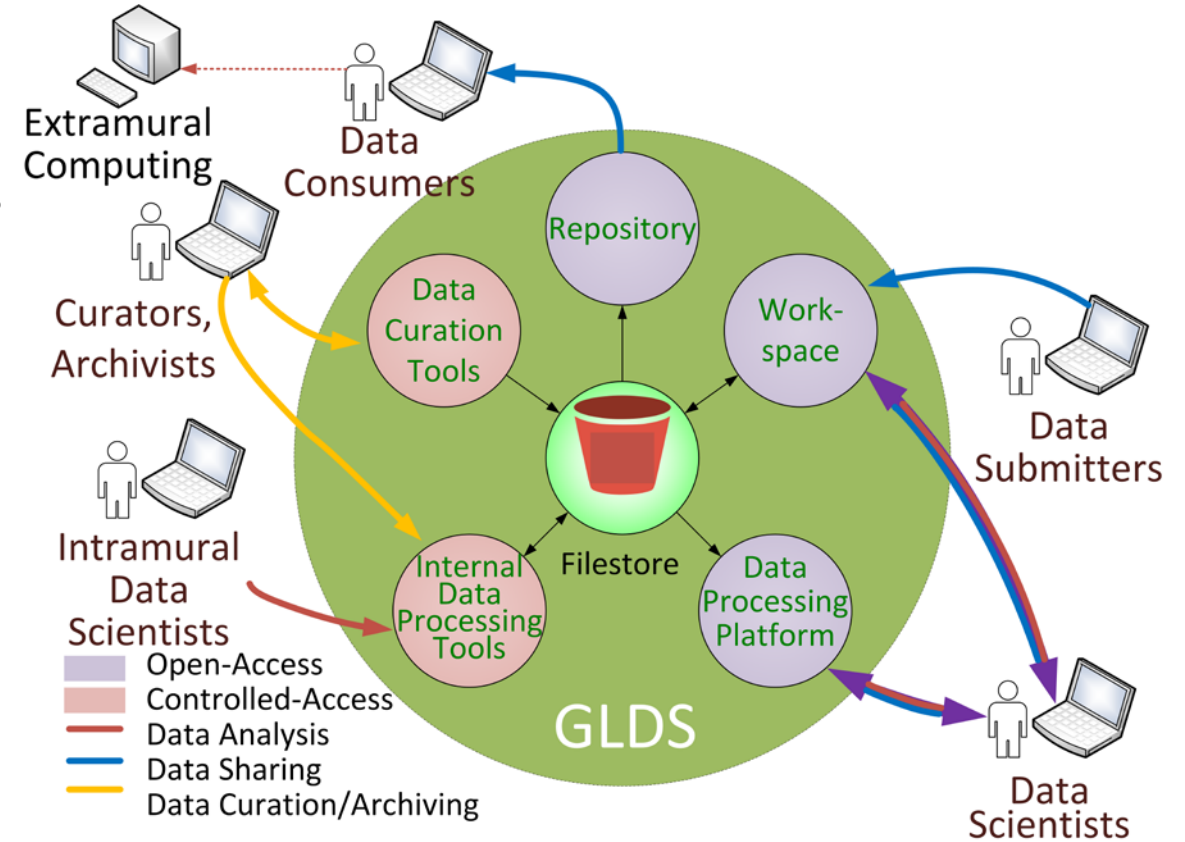 Extramural
Computing
Data
Consumers
Repository
Curators,
Archivists
Data
Curation
Tools
Work-
space
Data
Submitters
Intramural
Data
Scientists
Filestore
Internal
Data
Processing
Tools
Data
Processing
Platform
GLDS
Open-Access
Controlled-Access
Data Analysis
Data Sharing
Data Curation/Archiving
Data
Scientists